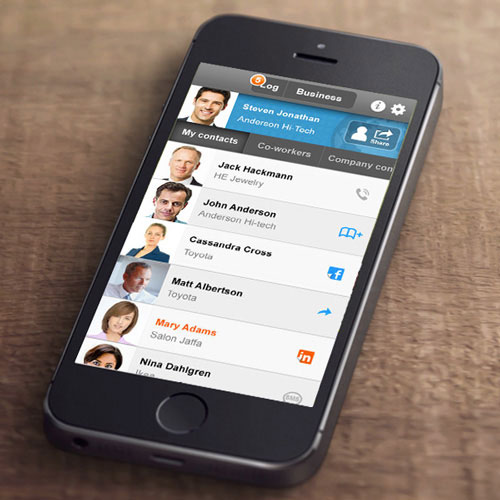 5
Log
Business
Steven Jonathan
Anderson Hi-Tech
Share
My contacts
Co-workers
Company con
Jack Hackmann
HE Jewelry
John Anderson
Anderson Hi-tech
Cassandra Cross
Toyota
Matt Albertson
Toyota
Mary Adams
Salon Jaffa
in
Nina Dahlgren
SMS